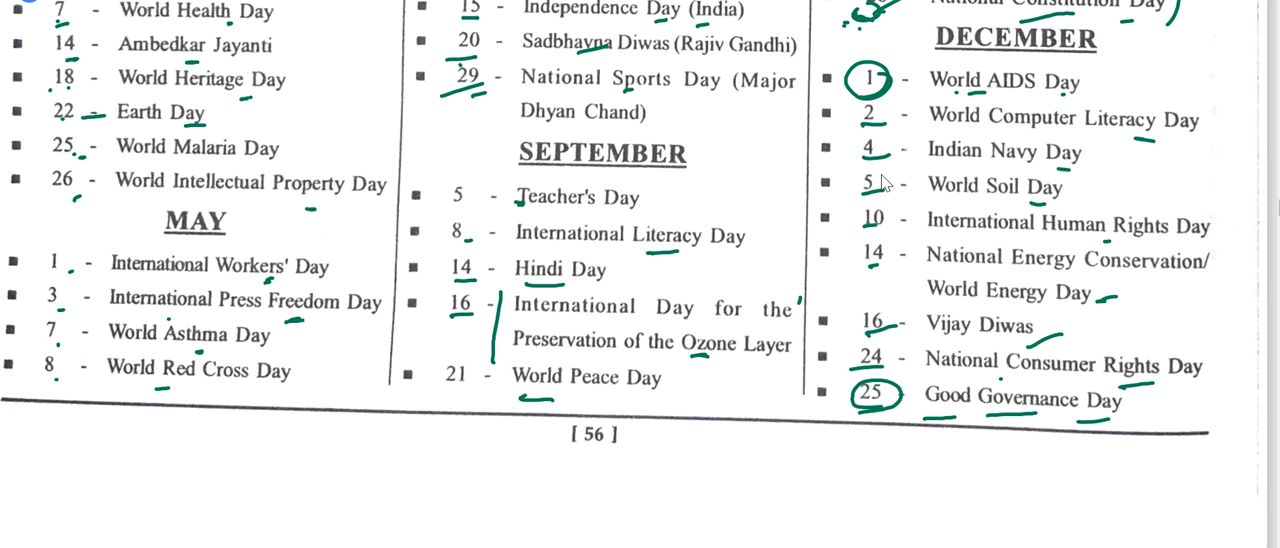 7 - World Health Day
14 - Ambedkar Jayanti
18 - World Heritage Day
22 - Earth Day
25 - World Malaria Day
26 - World Intellectual Property Day
MAY
1 - International Workers' Day
3 - International Press Freedom Day
7 - World Asthma Day
8 - World Red Cross Day
15 - Independence Day (India)
20 - Sadbhavna Diwas (Rajiv Gandhi)
29 - National Sports Day (Major
Dhyan Chand)
SEPTEMBER
5 - Teacher's Day
8 - International Literacy Day
14 - Hindi Day
16 - International Day for the
Preservation of the Ozone Layer
21 - World Peace Day
National Constitution Day)
DECEMBER
1 - World AIDS Day
2 - World Computer Literacy Day
4 - Indian Navy Day
5 - World Soil Day
10 - International Human Rights Day
14 - National Energy Conservation/
World Energy Day
16 - Vijay Diwas
24 - National Consumer Rights Day
25 Good Governance Day
[ 56 ]